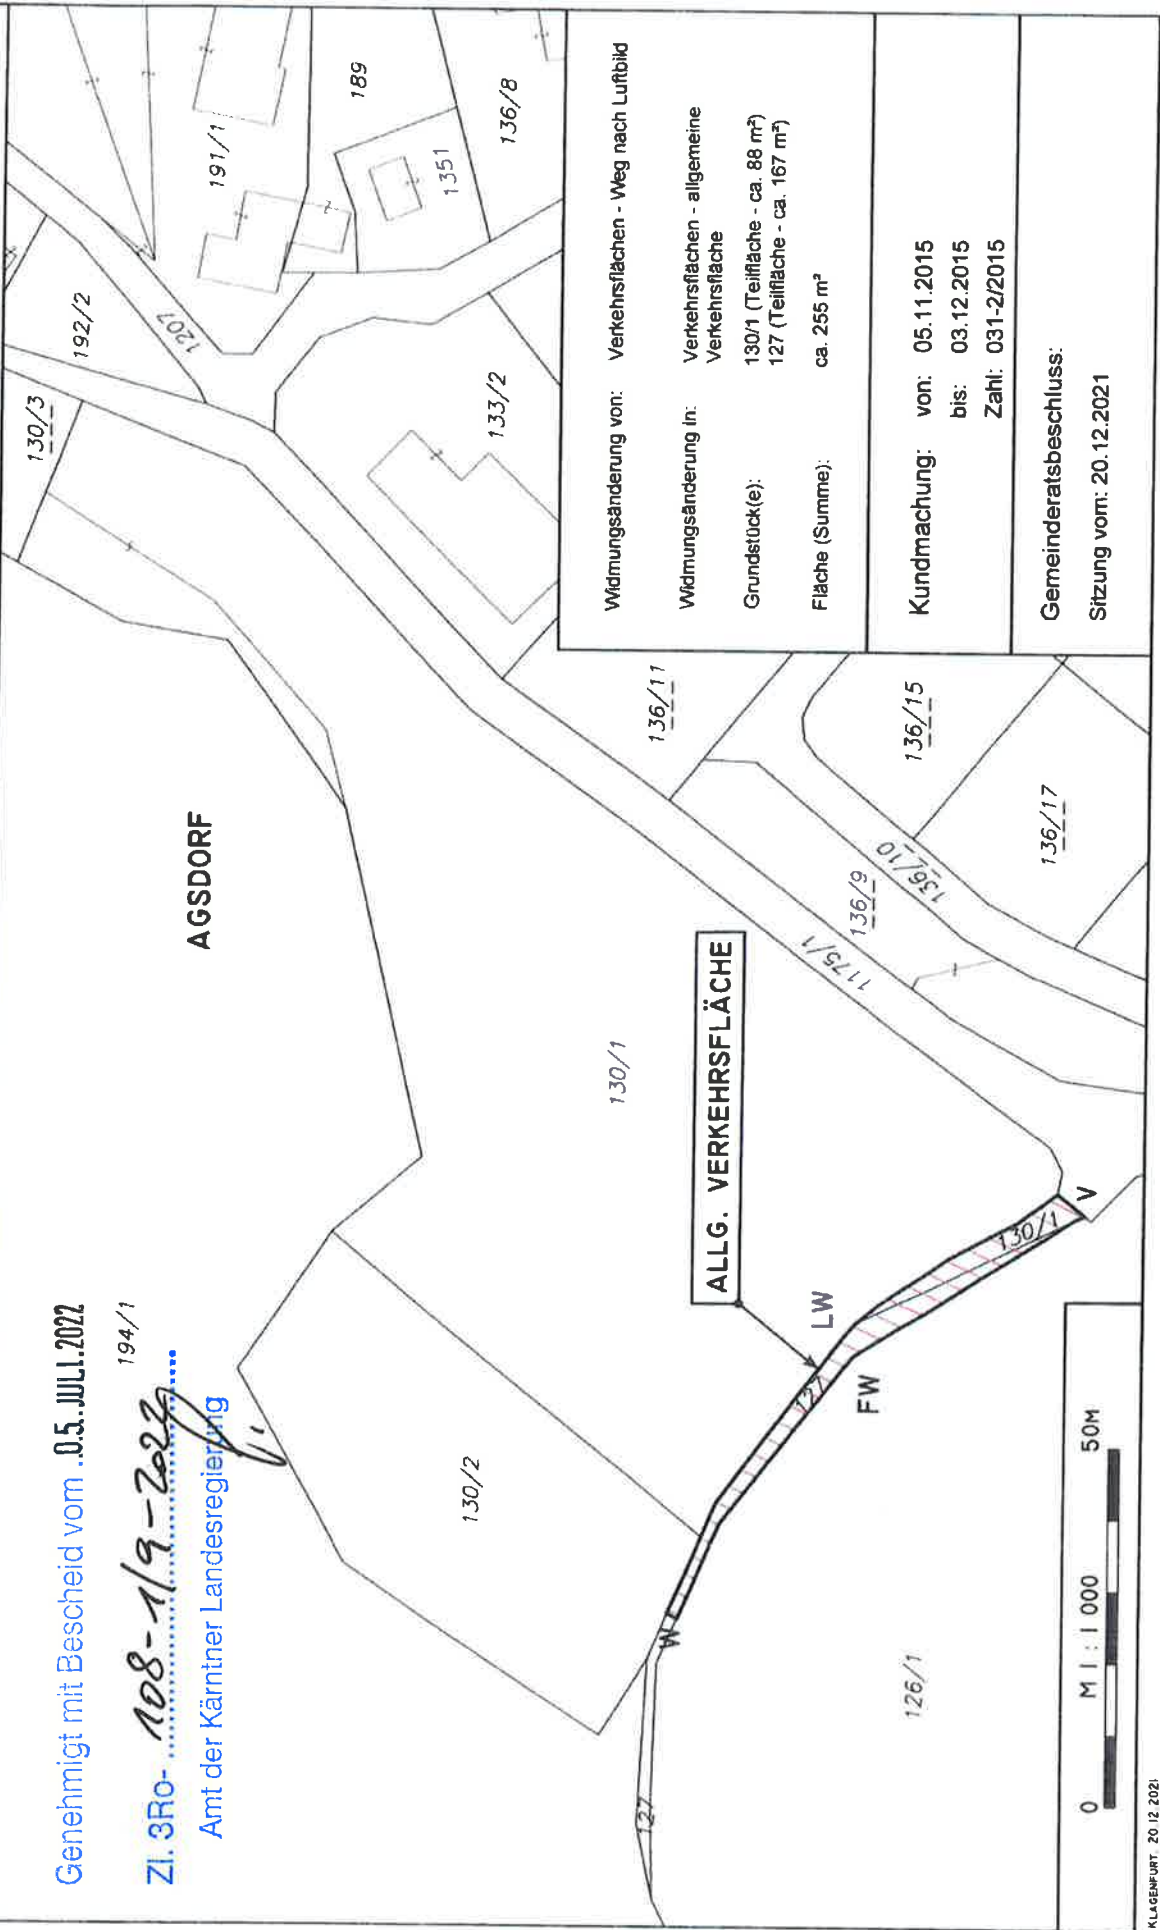 Genehmigt mit Bescheid vom .05. JULI 2022
Zl. 3Ro- 108-1/9-2022
Amt der Kärntner Landesregierung
194/1
AGSDORF
130/3
192/2
1207
191/1
189
1351
136/8
133/2
130/2
130/1
136/11
136/15
136/17
136/10
136/9
1175/1
ALLG. VERKEHRSFLÄCHE
LW
FW
V
W
127
130/1
127
126/1
Widmungsänderung von: Verkehrsflächen - Weg nach Luftbild
Widmungsänderung in: Verkehrsflächen - allgemeine
Verkehrsfläche
Grundstück(e): 130/1 (Teilfläche - ca. 88 m²)
127 (Teilfläche - ca. 167 m²)
Fläche (Summe): ca. 255 m²
Kundmachung: von: 05.11.2015
bis: 03.12.2015
Zahl: 031-2/2015
Gemeinderatsbeschluss:
Sitzung vom: 20.12.2021
0 M 1 : 1 000 50M
KLAGENFURT, 20.12.2021